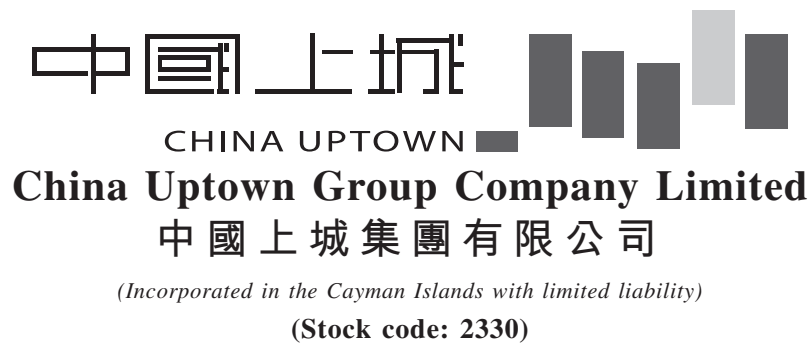 中國上城
CHINA UPTOWN
China Uptown Group Company Limited
中國上城集團有限公司
(Incorporated in the Cayman Islands with limited liability)
(Stock code: 2330)